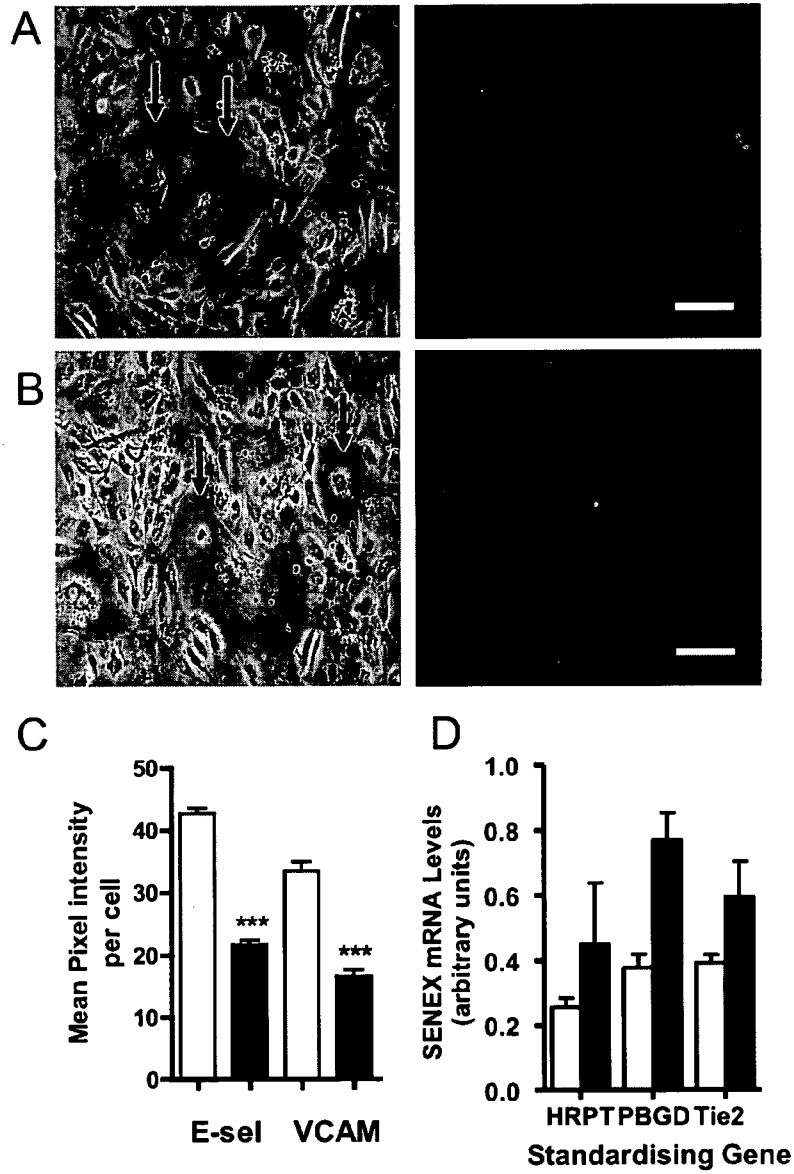 A
B
C
50
40
30
20
10
0
Mean Pixel intensity
per cell
***
***
E-sel VCAM
D
1.0
0.8
0.6
0.4
0.2
0.0
SENEX mRNA Levels
(arbitrary units)
HRPT PBGD Tie2
Standardising Gene